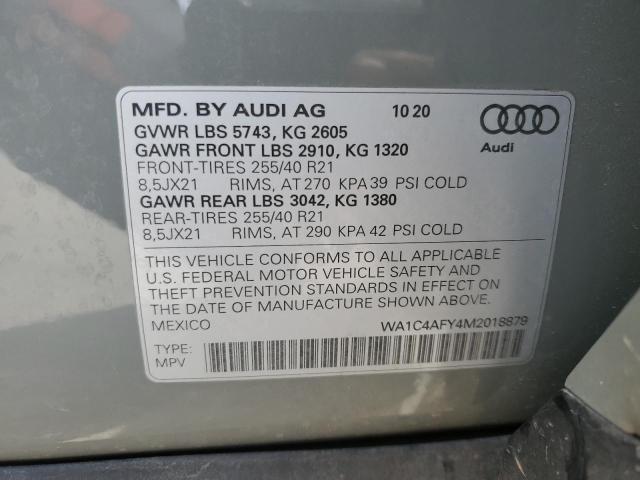 MFD. BY AUDI AG 10 20
GVWR LBS 5743, KG 2605
GAWR FRONT LBS 2910, KG 1320
FRONT-TIRES 255/40 R21
8,5JX21 RIMS, AT 270 KPA 39 PSI COLD
GAWR REAR LBS 3042, KG 1380
REAR-TIRES 255/40 R21
8,5JX21 RIMS, AT 290 KPA 42 PSI COLD
Audi
THIS VEHICLE CONFORMS TO ALL APPLICABLE
U.S. FEDERAL MOTOR VEHICLE SAFETY AND
THEFT PREVENTION STANDARDS IN EFFECT ON THE
DATE OF MANUFACTURE SHOWN ABOVE.
MEXICO WA1C4AFY4M2018879
TYPE:
MPV